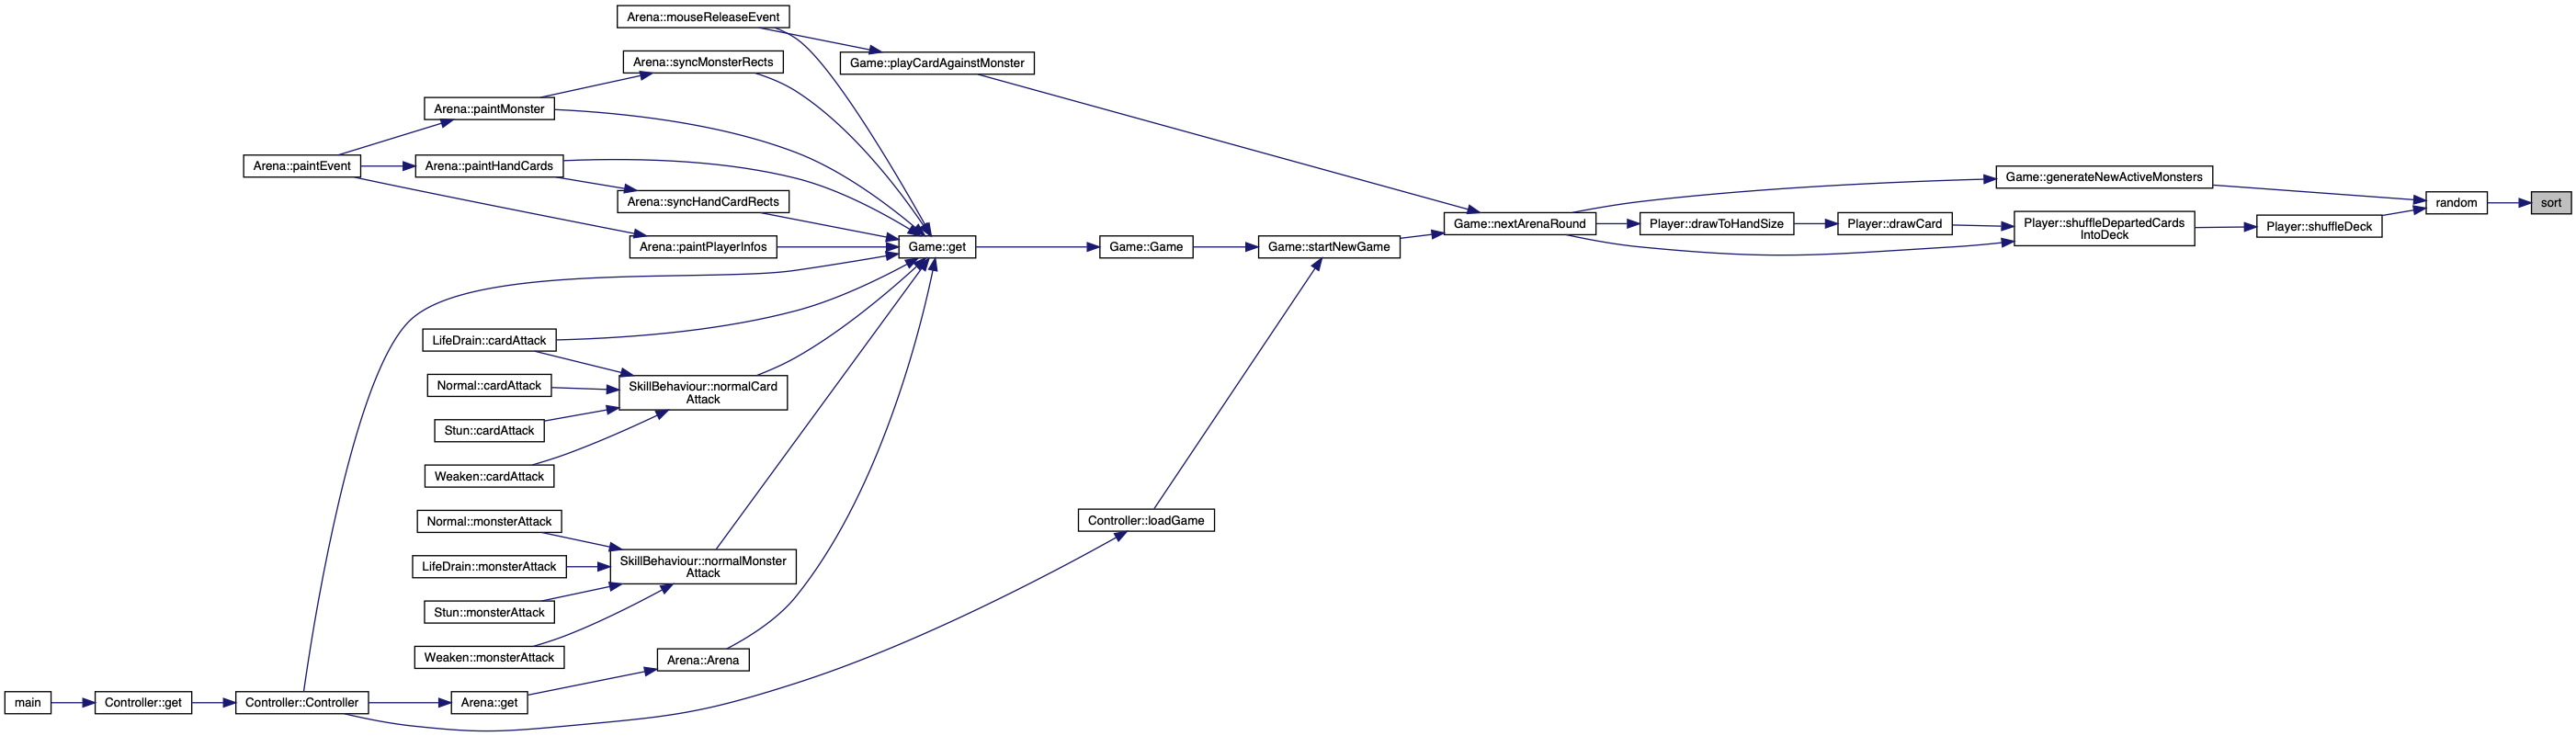 Arena::mouseReleaseEvent
Arena::syncMonsterRects
Game::playCardAgainstMonster
Arena::paintMonster
Arena::paintEvent
Arena::paintHandCards
Game::generateNewActiveMonsters
Arena::syncHandCardRects
random
sort
Game::nextArenaRound
Player::drawToHandSize
Player::drawCard
Player::shuffleDepartedCards
IntoDeck
Player::shuffleDeck
Arena::paintPlayerInfos
Game::get
Game::Game
Game::startNewGame
LifeDrain::cardAttack
Normal::cardAttack
SkillBehaviour::normalCard
Attack
Stun::cardAttack
Weaken::cardAttack
Normal::monsterAttack
Controller::loadGame
LifeDrain::monsterAttack
SkillBehaviour::normalMonster
Attack
Stun::monsterAttack
Weaken::monsterAttack
Arena::Arena
main
Controller::get
Controller::Controller
Arena::get